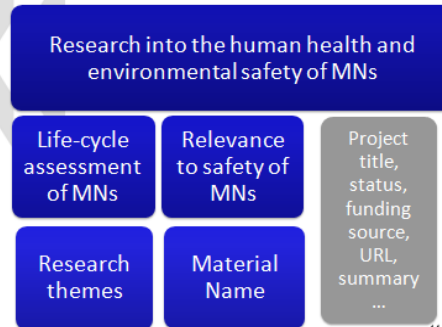 Research into the human health and
environmental safety of MNs
Life-cycle
assessment
of MNs
Relevance
to safety of
MNs
Project
title,
status,
funding
source,
URL,
summary
...
Research
themes
Material
Name